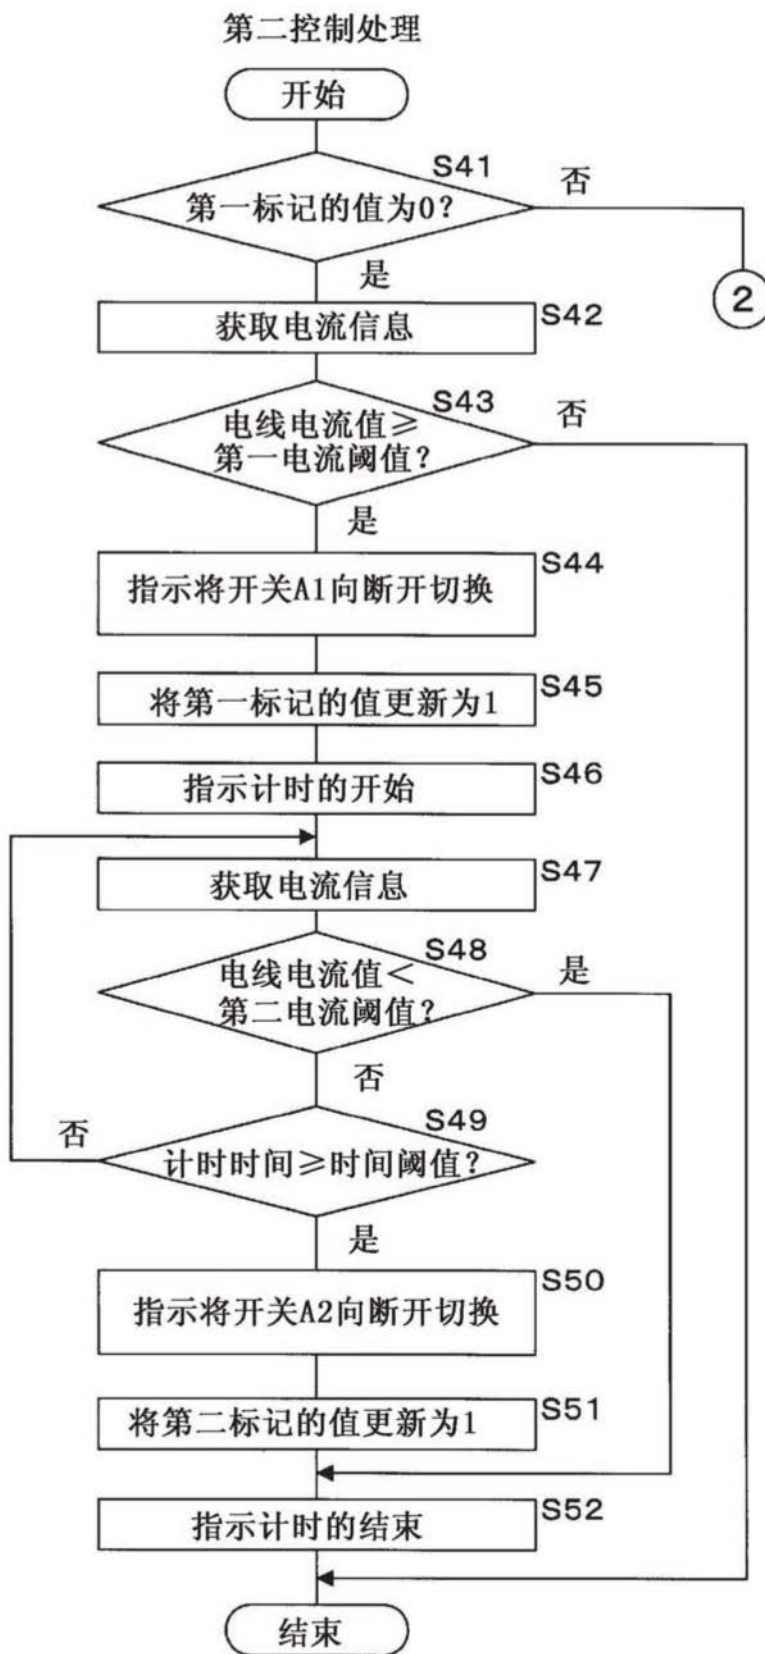 第二控制处理
开始
S41
第一标记的值为0?
否
是
2
获取电流信息
S42
S43
电线电流值≥
第一电流阈值?
否
是
指示将开关A1向断开切换
S44
将第一标记的值更新为1
S45
指示计时的开始
S46
获取电流信息
S47
S48
电线电流值<
第二电流阈值?
是
否
S49
计时时间≥时间阈值?
否
是
指示将开关A2向断开切换
S50
将第二标记的值更新为1
S51
指示计时的结束
S52
结束